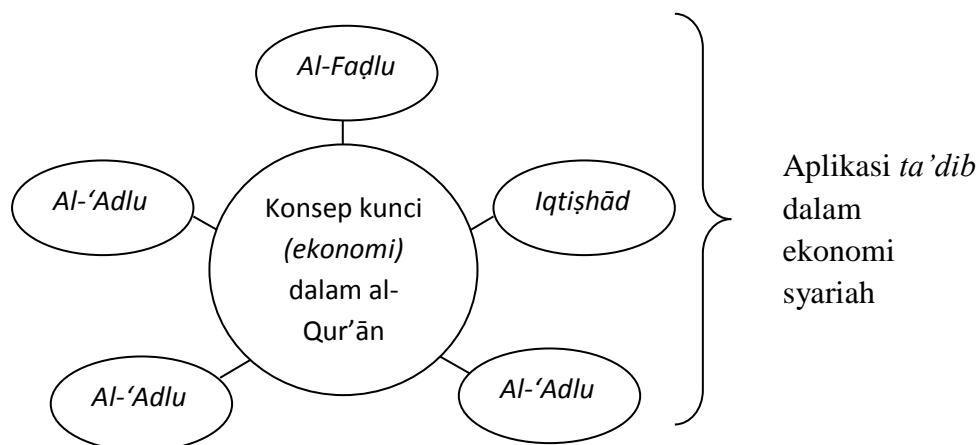 Al-Faḍlu
Al-‘Adlu
Konsep kunci
(ekonomi)
dalam al-
Qur’ān
Iqtiṣhād
Al-‘Adlu
Al-‘Adlu
Aplikasi ta’dib
dalam
ekonomi
syariah